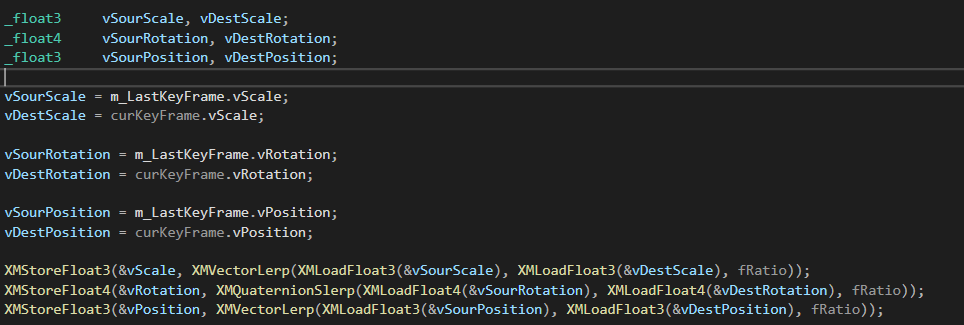 _float3 vSourScale, vDestScale;
_float4 vSourRotation, vDestRotation;
_float3 vSourPosition, vDestPosition;
vSourScale = m_LastKeyFrame.vScale;
vDestScale = curKeyFrame.vScale;
vSourRotation = m_LastKeyFrame.vRotation;
vDestRotation = curKeyFrame.vRotation;
vSourPosition = m_LastKeyFrame.vPosition;
vDestPosition = curKeyFrame.vPosition;
XMStoreFloat3(&vScale, XMVectorLerp(XMLoadFloat3(&vSourScale), XMLoadFloat3(&vDestScale), fRatio));
XMStoreFloat4(&vRotation, XMQuaternionSlerp(XMLoadFloat4(&vSourRotation), XMLoadFloat4(&vDestRotation), fRatio));
XMStoreFloat3(&vPosition, XMVectorLerp(XMLoadFloat3(&vSourPosition), XMLoadFloat3(&vDestPosition), fRatio));